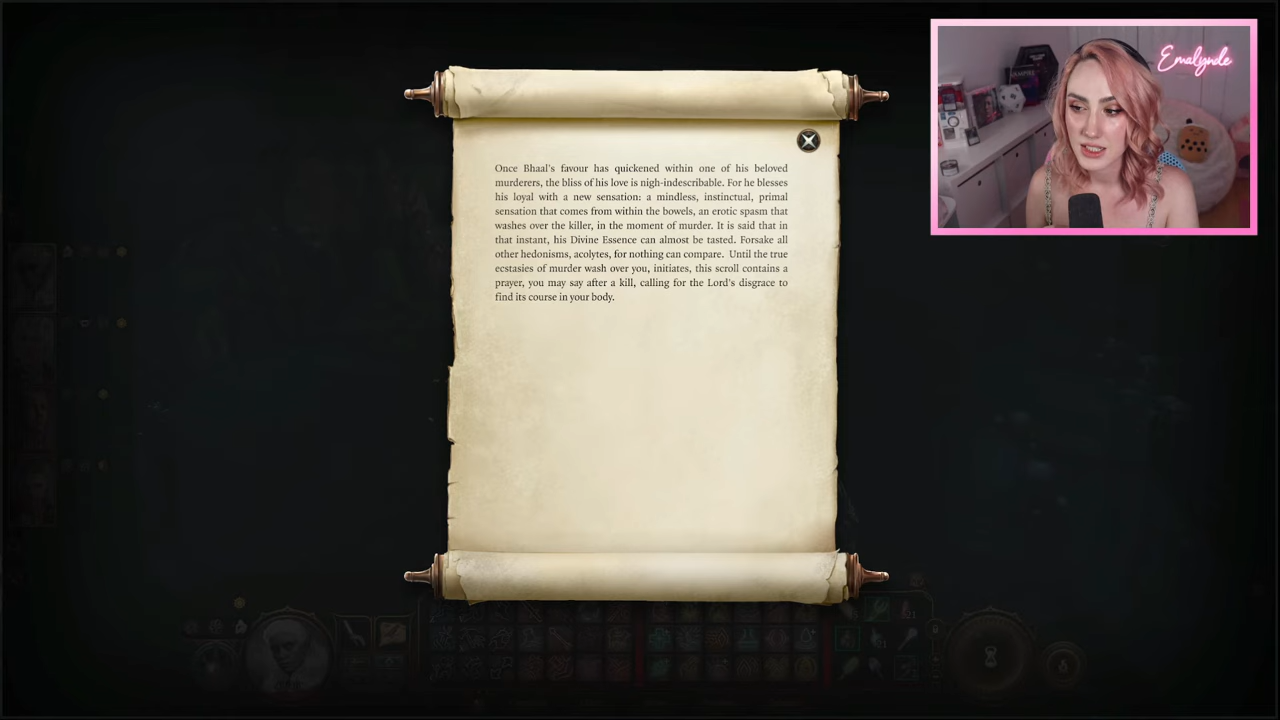 Emalynde
VAMPIRE
Once Bhaal's favour has quickened within one of his beloved
murderers, the bliss of his love is nigh-indescribable. For he blesses
his loyal with a new sensation: a mindless, instinctual, primal
sensation that comes from within the bowels, an erotic spasm that
washes over the killer, in the moment of murder. It is said that in
that instant, his Divine Essence can almost be tasted. Forsake all
other hedonisms, acolytes, for nothing can compare. Until the true
ecstasies of murder wash over you, initiates, this scroll contains a
prayer, you may say after a kill, calling for the Lord's disgrace to
find its course in your body.